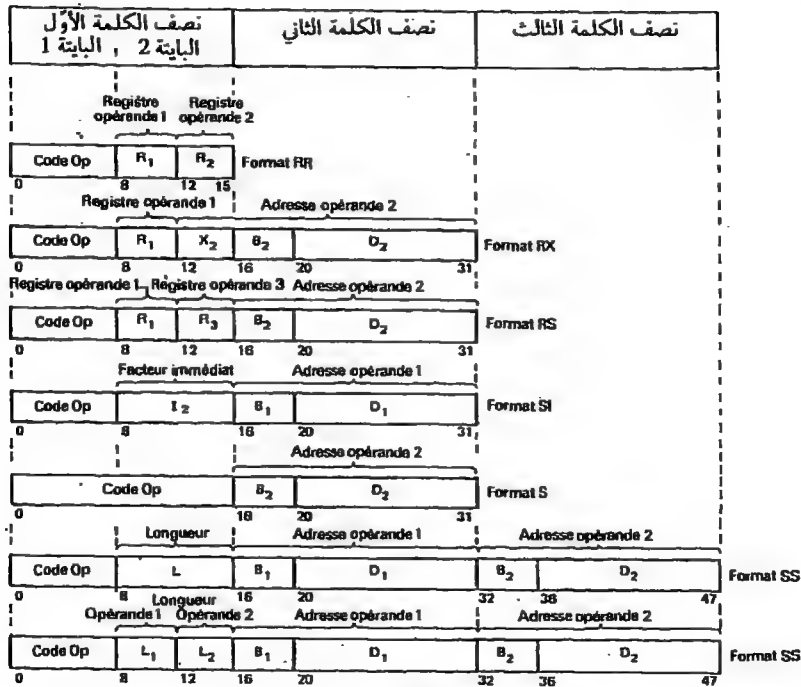 نصف الكلمة الأوّل نصف الكلمة الثاني نصف الكلمة الثالث
البايتة 2 , البايتة 1
Registre Registre
opérande 1 opérande 2
Code Op R1 R2 Format RR
0 8 12 15
Registre opérande 1 Adresse opérande 2
Code Op R1 X2 B2 D2 Format RX
0 8 12 16 20 31
Registre opérande 1 Régistre opérande 3 Adresse opérande 2
Code Op R1 R3 B2 D2 Format RS
0 8 12 16 20 31
Facteur immédiat Adresse opérande 1
Code Op I2 B1 D1 Format SI
0 8 16 20 31
Adresse opérande 2
Code Op B2 D2 Format S
0 16 20 31
Longueur Adresse opérande 1 Adresse opérande 2
Code Op L B1 D1 B2 D2 Format SS
0 8 16 20 32 36 47
Longueur
Opérande 1 Opérande 2 Adresse opérande 1 Adresse opérande 2
Code Op L1 L2 B1 D1 B2 D2 Format SS
0 8 12 16 20 32 36 47